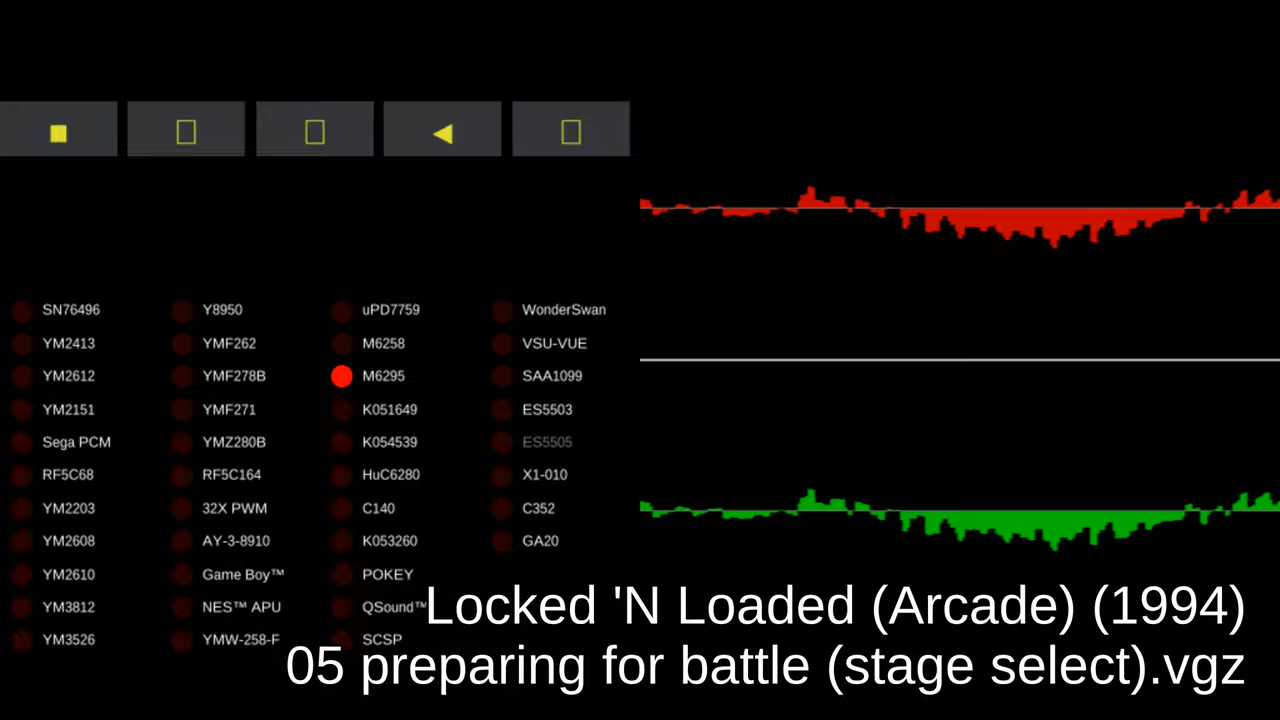 SN76496 Y8950 uPD7759 WonderSwan
YM2413 YMF262 M6258 VSU-VUE
YM2612 YMF278B M6295 SAA1099
YM2151 YMF271 K051649 ES5503
Sega PCM YMZ280B K054539 ES5505
RF5C68 RF5C164 HuC6280 X1-010
YM2203 32X PWM C140 C352
YM2608 AY-3-8910 K053260 GA20
YM2610 Game Boy™ POKEY
YM3812 NES™ APU QSound™
YM3526 YMW-258-F SCSP
Locked 'N Loaded (Arcade) (1994)
05 preparing for battle (stage select).vgz